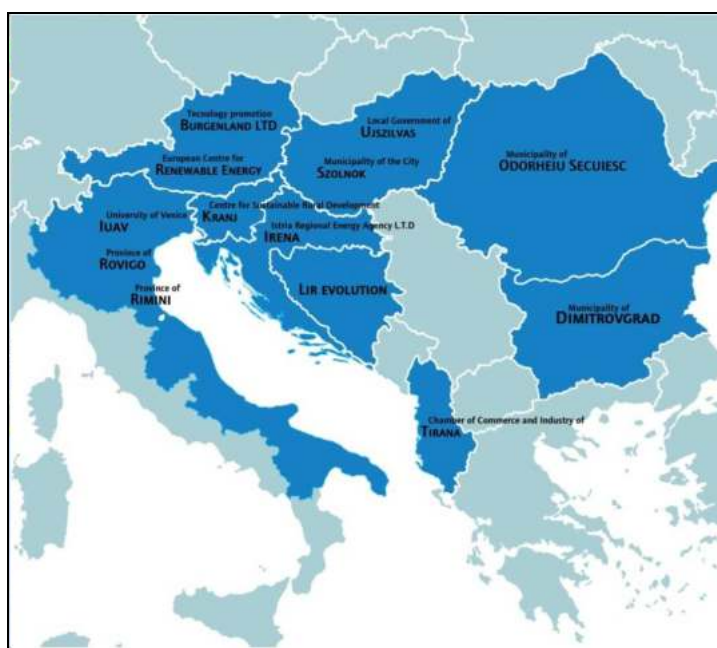 Tecnology promotion
BURGENLAND LTD
Local Government of
UJSZILVAS
European Centre for
RENEWABLE ENERGY
Municipality of the City
SZOLNOK
Municipality of
ODORHEIU SECUIESC
University of Venice
IUAV
Centre for Sustainable Rural Development
KRANJ
Istria Regional Energy Agency L.T.D
IRENA
Province of
ROVIGO
Province of
RIMINI
LIR EVOLUTION
Municipality of
DIMITROVGRAD
Chamber of Commerce and Industry of
TIRANA